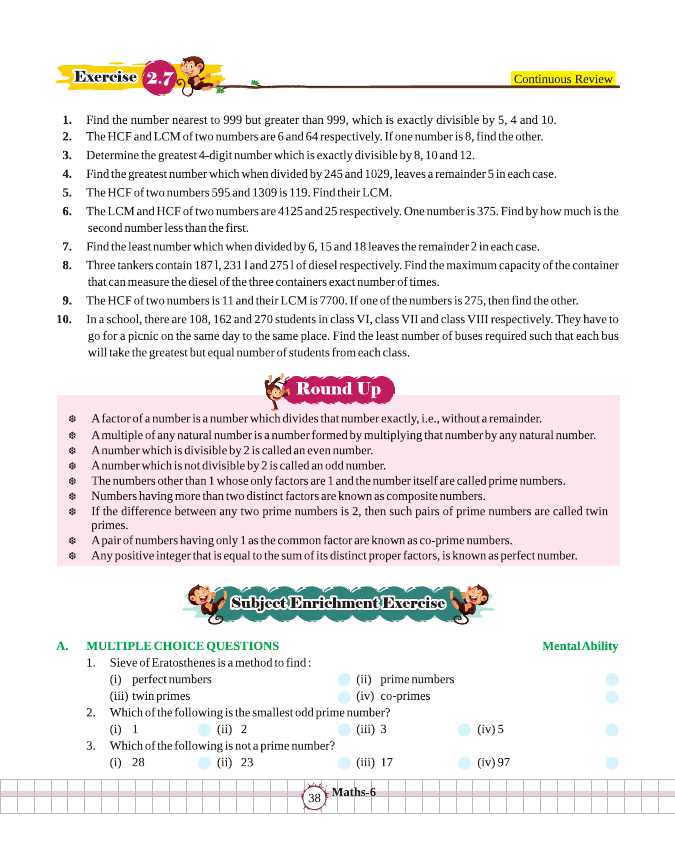 Exercise 2.7
Continuous Review
1. Find the number nearest to 999 but greater than 999, which is exactly divisible by 5, 4 and 10.
2. The HCF and LCM of two numbers are 6 and 64 respectively. If one number is 8, find the other.
3. Determine the greatest 4-digit number which is exactly divisible by 8, 10 and 12.
4. Find the greatest number which when divided by 245 and 1029, leaves a remainder 5 in each case.
5. The HCF of two numbers 595 and 1309 is 119. Find their LCM.
6. The LCM and HCF of two numbers are 4125 and 25 respectively. One number is 375. Find by how much is the
second number less than the first.
7. Find the least number which when divided by 6, 15 and 18 leaves the remainder 2 in each case.
8. Three tankers contain 187 l, 231 l and 275 l of diesel respectively. Find the maximum capacity of the container
that can measure the diesel of the three containers exact number of times.
9. The HCF of two numbers is 11 and their LCM is 7700. If one of the numbers is 275, then find the other.
10. In a school, there are 108, 162 and 270 students in class VI, class VII and class VIII respectively. They have to
go for a picnic on the same day to the same place. Find the least number of buses required such that each bus
will take the greatest but equal number of students from each class.
Round Up
❆ A factor of a number is a number which divides that number exactly, i.e., without a remainder.
❆ A multiple of any natural number is a number formed by multiplying that number by any natural number.
❆ A number which is divisible by 2 is called an even number.
❆ A number which is not divisible by 2 is called an odd number.
❆ The numbers other than 1 whose only factors are 1 and the number itself are called prime numbers.
❆ Numbers having more than two distinct factors are known as composite numbers.
❆ If the difference between any two prime numbers is 2, then such pairs of prime numbers are called twin
primes.
❆ A pair of numbers having only 1 as the common factor are known as co-prime numbers.
❆ Any positive integer that is equal to the sum of its distinct proper factors, is known as perfect number.
Subject Enrichment Exercise
A. MULTIPLE CHOICE QUESTIONS Mental Ability
1. Sieve of Eratosthenes is a method to find :
(i) perfect numbers (ii) prime numbers
(iii) twin primes (iv) co-primes
2. Which of the following is the smallest odd prime number?
(i) 1 (ii) 2 (iii) 3 (iv) 5
3. Which of the following is not a prime number?
(i) 28 (ii) 23 (iii) 17 (iv) 97
38 Maths-6